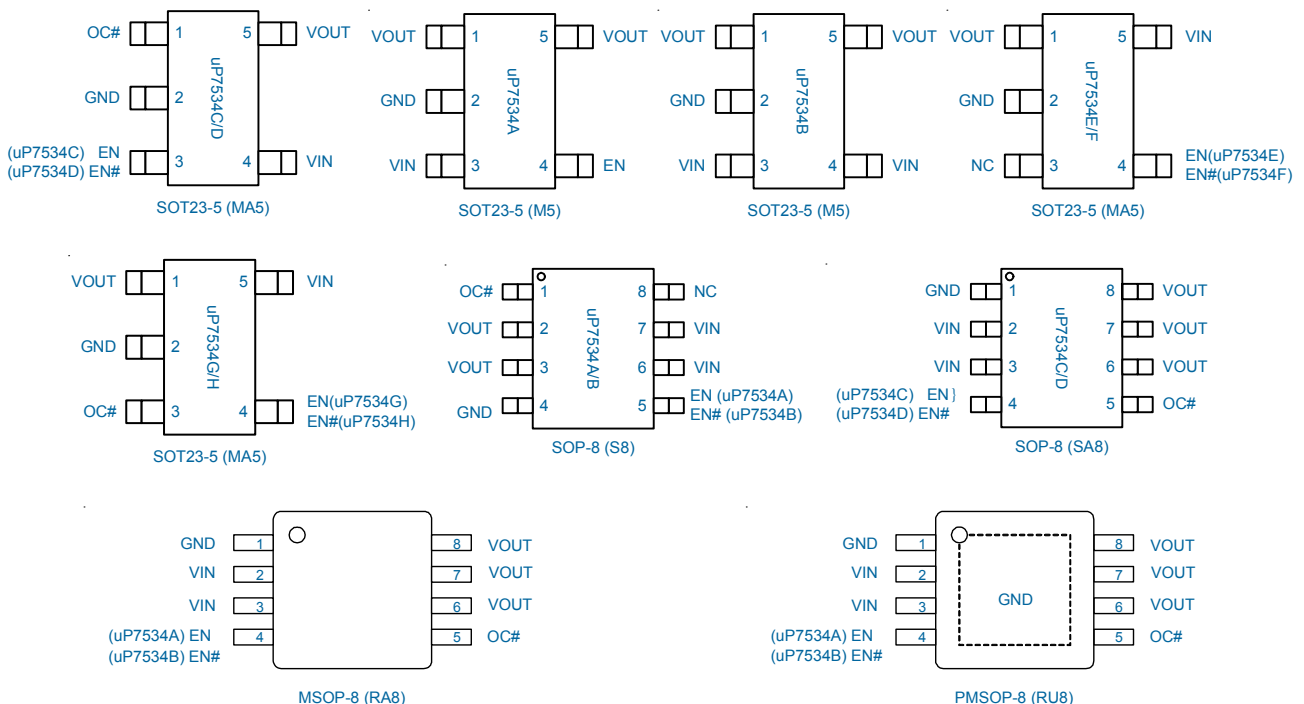 OC# 1 5 VOUT
GND 2
(uP7534C) EN
(uP7534D) EN# 3 4 VIN
uP7534C/D
SOT23-5 (MA5)
VOUT 1 5 VOUT
GND 2
VIN 3 4 EN
uP7534A
SOT23-5 (M5)
VOUT 1 5 VOUT
GND 2
VIN 3 4 VIN
uP7534B
SOT23-5 (M5)
VOUT 1 5 VIN
GND 2
NC 3 4 EN(uP7534E)
EN#(uP7534F)
uP7534E/F
SOT23-5 (MA5)
VOUT 1 5 VIN
GND 2
OC# 3 4 EN(uP7534G)
EN#(uP7534H)
uP7534G/H
SOT23-5 (MA5)
OC# 1 8 NC
VOUT 2 7 VIN
VOUT 3 6 VIN
GND 4 5 EN (uP7534A)
EN# (uP7534B)
uP7534A/B
SOP-8 (S8)
GND 1 8 VOUT
VIN 2 7 VOUT
VIN 3 6 VOUT
(uP7534C) EN }
(uP7534D) EN# 4 5 OC#
uP7534C/D
SOP-8 (SA8)
GND 1 8 VOUT
VIN 2 7 VOUT
VIN 3 6 VOUT
(uP7534A) EN 4 5 OC#
(uP7534B) EN#
MSOP-8 (RA8)
GND 1 8 VOUT
VIN 2 7 VOUT
VIN 3 GND 6 VOUT
(uP7534A) EN 4 5 OC#
(uP7534B) EN#
PMSOP-8 (RU8)